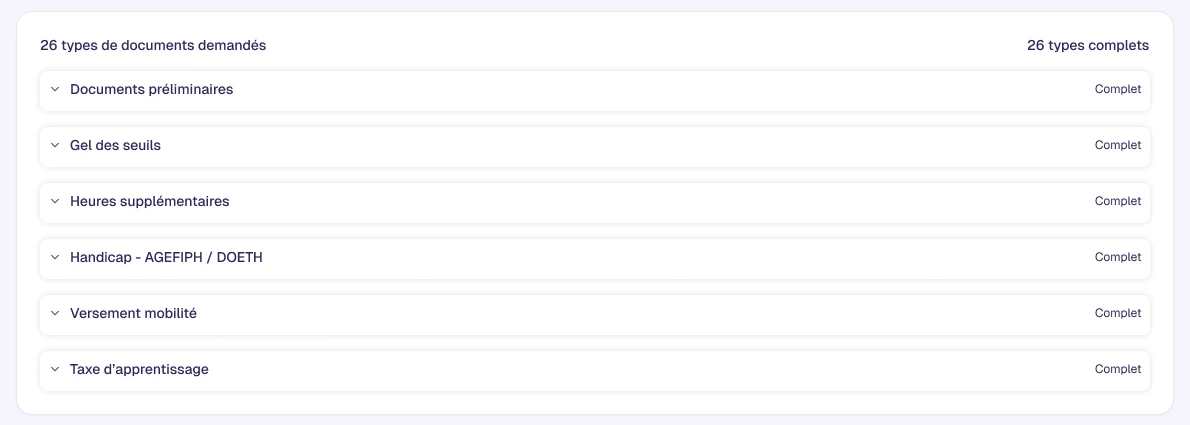 26 types de documents demandés
26 types complets
Documents préliminaires
Complet
Gel des seuils
Complet
Heures supplémentaires
Complet
Handicap - AGEFIPH / DOETH
Complet
Versement mobilité
Complet
Taxe d’apprentissage
Complet